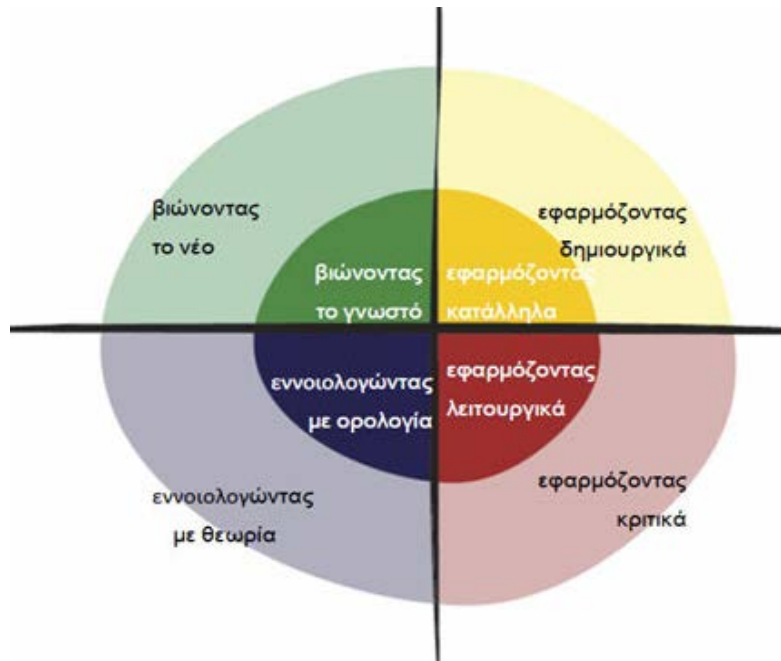 βιώνοντας
το νέο
εφαρμόζοντας
δημιουργικά
βιώνοντας
το γνωστό
εφαρμόζοντας
κατάλληλα
εννοιολογώντας
με ορολογία
εφαρμόζοντας
λειτουργικά
εννοιολογώντας
με θεωρία
εφαρμόζοντας
κριτικά